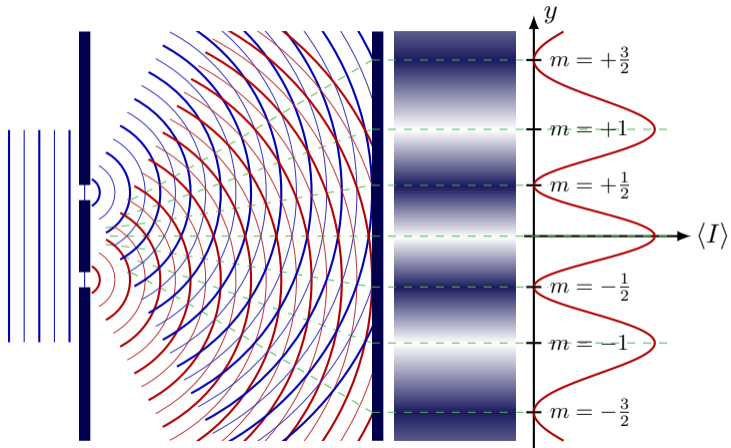 y
m = +3/2
m = +1
m = +1/2
⟨I⟩
m = −1/2
m = −1
m = −3/2